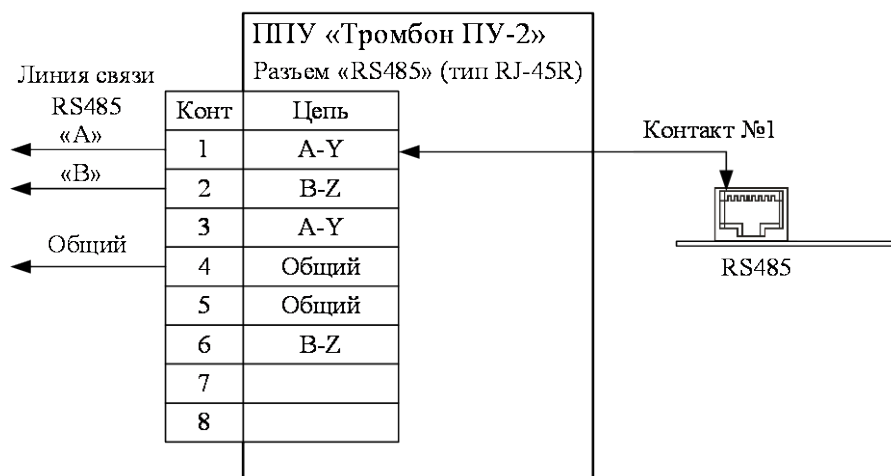 ППУ «Тромбон ПУ-2»
Разъем «RS485» (тип RJ-45R)
Линия связи
RS485
«A»
«B»
Общий
Конт Цепь
1 A-Y
2 B-Z
3 A-Y
4 Общий
5 Общий
6 B-Z
7
8
Контакт №1
RS485